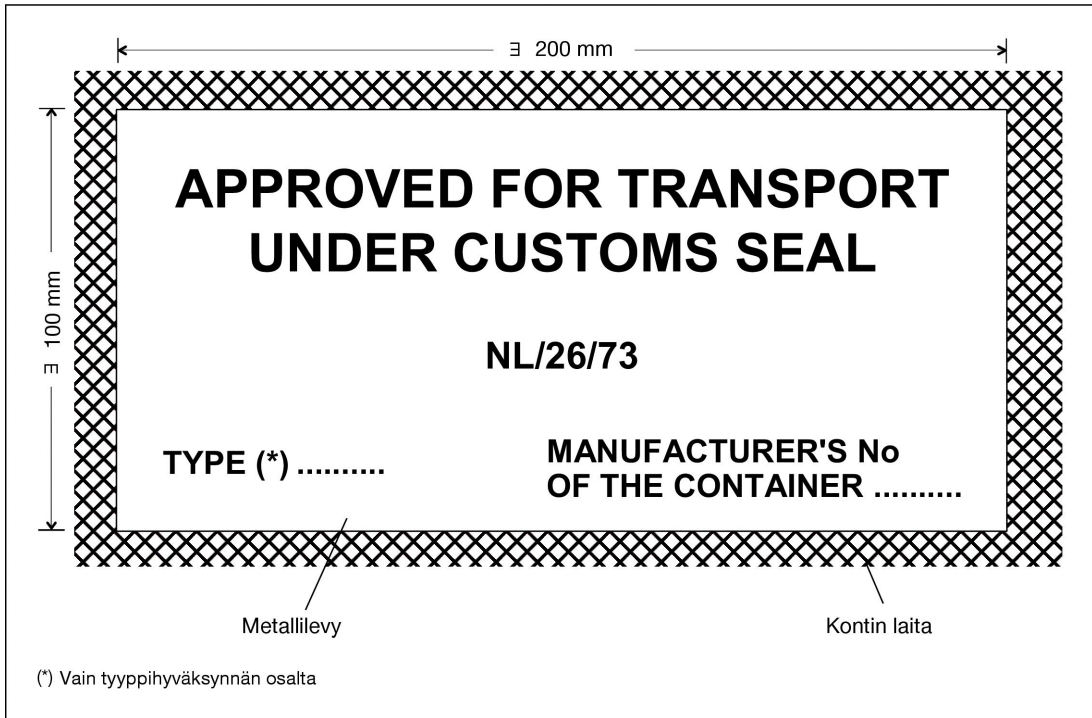 ∃ 200 mm
∃ 100 mm
APPROVED FOR TRANSPORT
UNDER CUSTOMS SEAL
NL/26/73
TYPE (*) ..........
MANUFACTURER'S No
OF THE CONTAINER ..........
Metallilevy
Kontin laita
(*) Vain tyyppihyväksynnän osalta